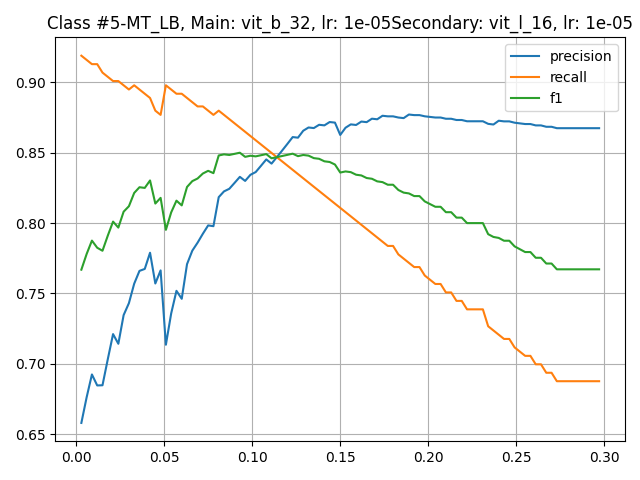 Class #5-MT_LB, Main: vit_b_32, lr: 1e-05Secondary: vit_l_16, lr: 1e-05
precision
recall
f1
0.90
0.85
0.80
0.75
0.70
0.65
0.00 0.05 0.10 0.15 0.20 0.25 0.30